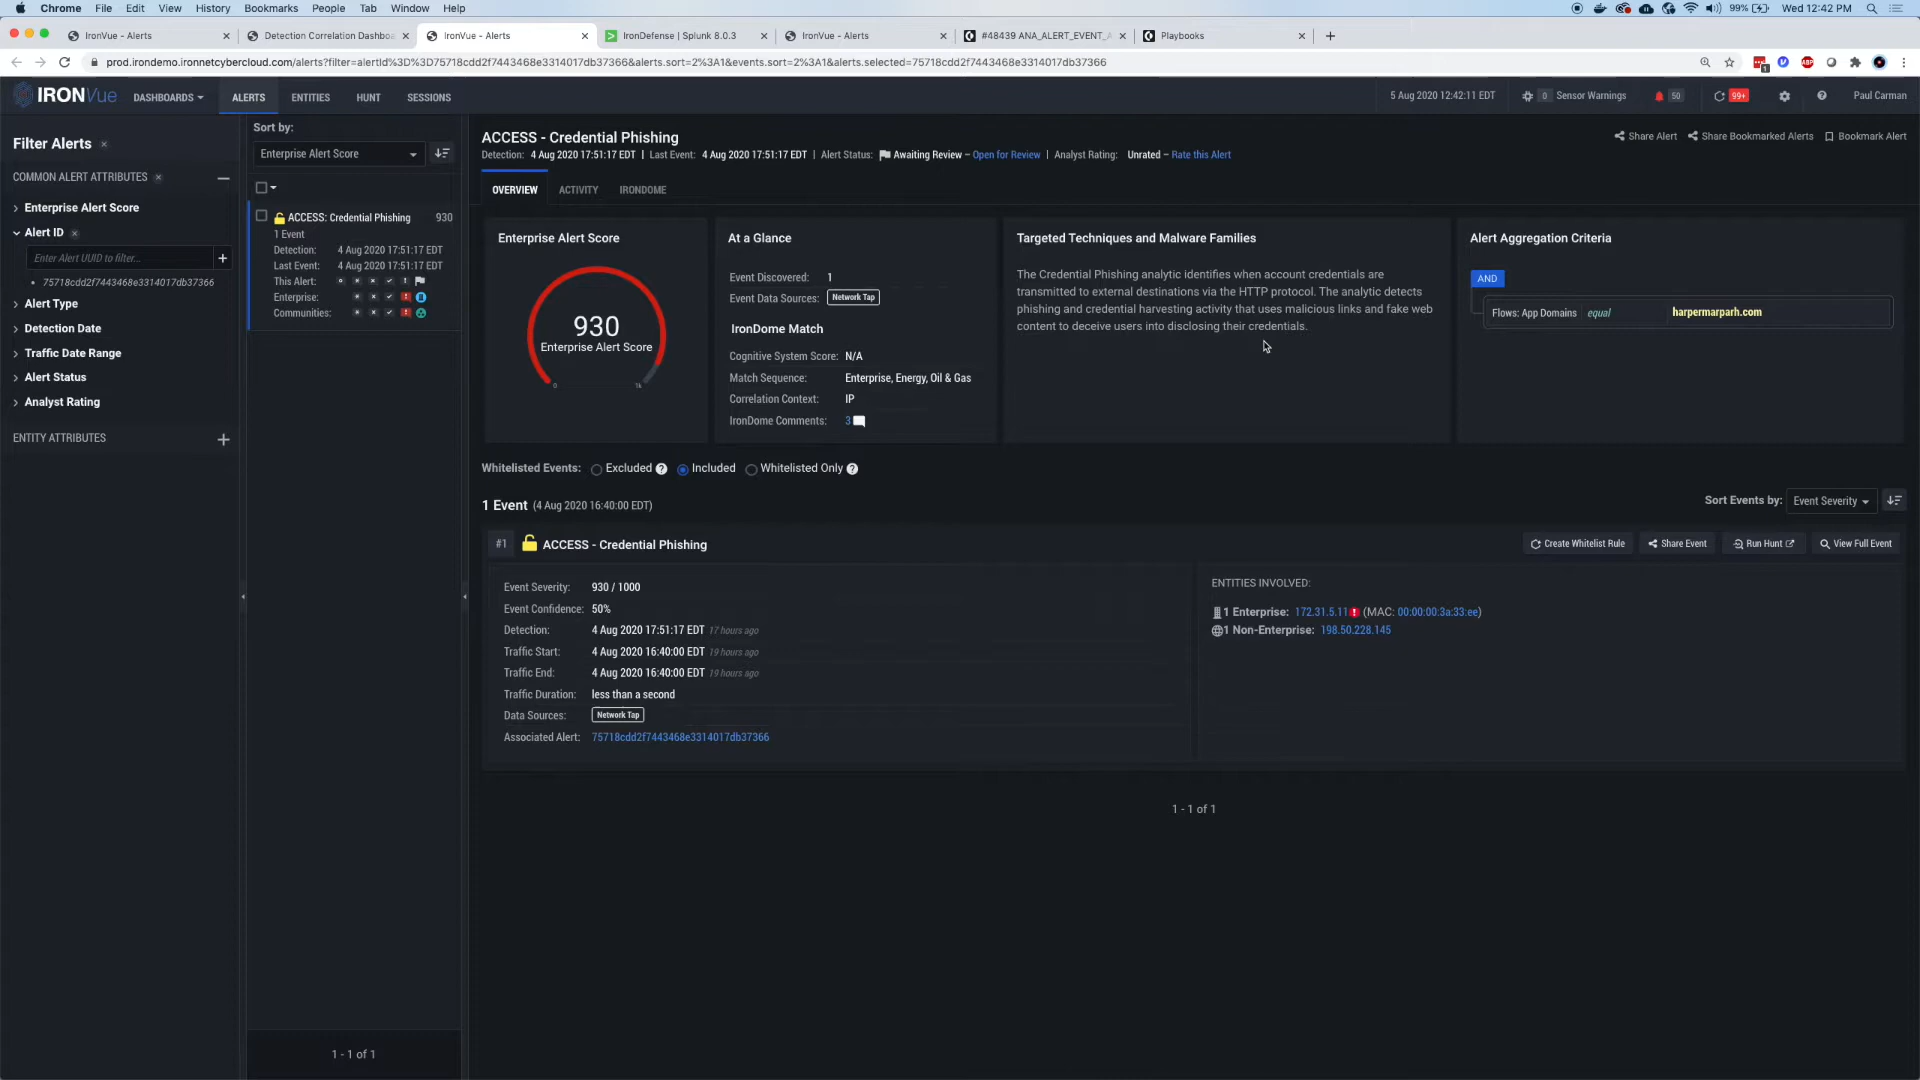 Chrome File Edit View History Bookmarks People Tab Window Help
99% Wed 12:42 PM
IronVue - Alerts
Detection Correlation Dashboa
IronVue - Alerts
IronDefense | Splunk 8.0.3
IronVue - Alerts
#48439 ANA_ALERT_EVENT_A
Playbooks
prod.irondemo.ironnetcybercloud.com/alerts?filter=alertId%3D%3D75718cdd2f7443468e3314017db37366&alerts.sort=2%3A1&events.sort=2%3A1&alerts.selected=75718cdd2f7443468e3314017db37366
1
ABP
IRONVue
DASHBOARDS
ALERTS
ENTITIES
HUNT
SESSIONS
5 Aug 2020 12:42:11 EDT
0 Sensor Warnings
50
99+
Paul Carman
Filter Alerts
COMMON ALERT ATTRIBUTES
Enterprise Alert Score
Alert ID
Enter Alert UUID to filter...
75718cdd2f7443468e3314017db37366
Alert Type
Detection Date
Traffic Date Range
Alert Status
Analyst Rating
ENTITY ATTRIBUTES
Sort by:
Enterprise Alert Score
ACCESS: Credential Phishing 930
1 Event
Detection: 4 Aug 2020 17:51:17 EDT
Last Event: 4 Aug 2020 17:51:17 EDT
This Alert:
Enterprise:
Communities:
1 - 1 of 1
ACCESS - Credential Phishing
Share Alert Share Bookmarked Alerts Bookmark Alert
Detection: 4 Aug 2020 17:51:17 EDT | Last Event: 4 Aug 2020 17:51:17 EDT | Alert Status: Awaiting Review – Open for Review | Analyst Rating: Unrated – Rate this Alert
OVERVIEW ACTIVITY IRONDOME
Enterprise Alert Score
930
Enterprise Alert Score
0 1k
At a Glance
Event Discovered: 1
Event Data Sources: Network Tap
IronDome Match
Cognitive System Score: N/A
Match Sequence: Enterprise, Energy, Oil & Gas
Correlation Context: IP
IronDome Comments: 3
Targeted Techniques and Malware Families
The Credential Phishing analytic identifies when account credentials are
transmitted to external destinations via the HTTP protocol. The analytic detects
phishing and credential harvesting activity that uses malicious links and fake web
content to deceive users into disclosing their credentials.
Alert Aggregation Criteria
AND
Flows: App Domains equal harpermarparh.com
Whitelisted Events: Excluded Included Whitelisted Only
1 Event (4 Aug 2020 16:40:00 EDT)
Sort Events by: Event Severity
#1 ACCESS - Credential Phishing
Create Whitelist Rule Share Event Run Hunt View Full Event
Event Severity: 930 / 1000
Event Confidence: 50%
Detection: 4 Aug 2020 17:51:17 EDT 17 hours ago
Traffic Start: 4 Aug 2020 16:40:00 EDT 19 hours ago
Traffic End: 4 Aug 2020 16:40:00 EDT 19 hours ago
Traffic Duration: less than a second
Data Sources: Network Tap
Associated Alert: 75718cdd2f7443468e3314017db37366
ENTITIES INVOLVED:
1 Enterprise: 172.31.5.11 (MAC: 00:00:00:3a:33:ee)
1 Non-Enterprise: 198.50.228.145
1 - 1 of 1